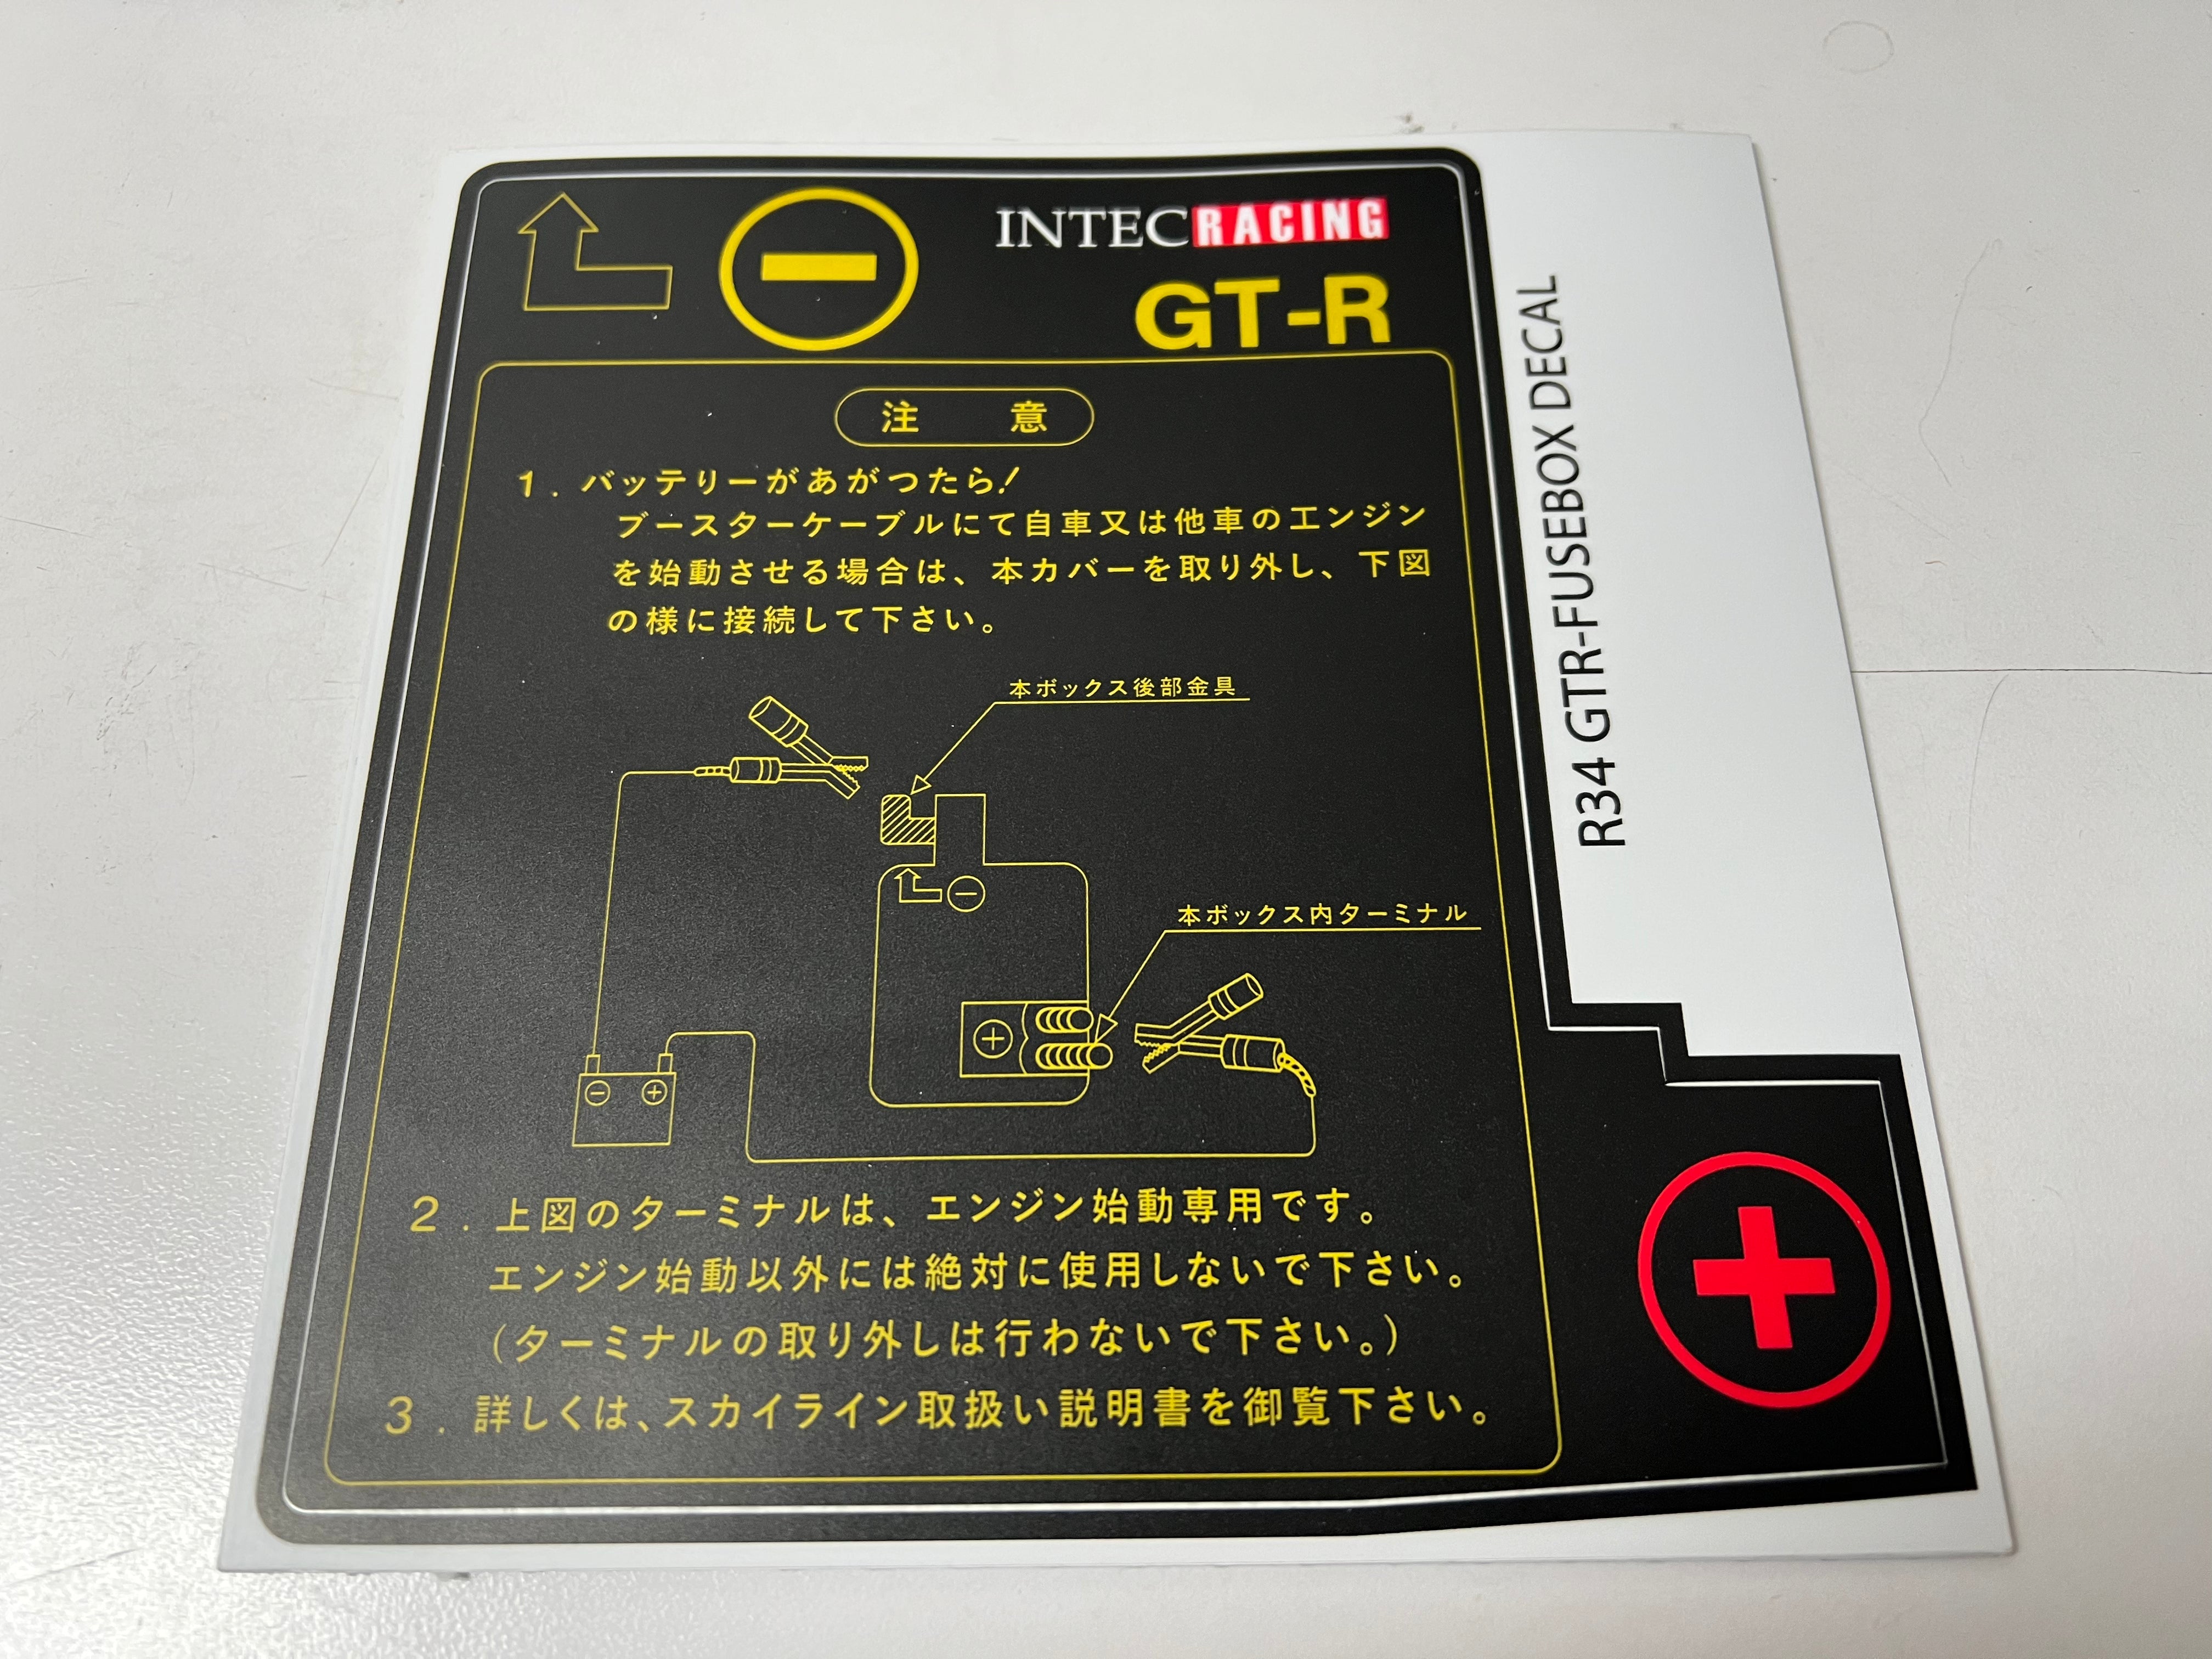 INTEC RACING
GT-R
注 意
1. バッテリーがあがつたら!
ブースターケーブルにて自車又は他車のエンジン
を始動させる場合は、本カバーを取り外し、下図
の様に接続して下さい。
本ボックス後部金具
本ボックス内ターミナル
2. 上図のターミナルは、エンジン始動専用です。
エンジン始動以外には絶対に使用しないで下さい。
(ターミナルの取り外しは行わないで下さい。)
3. 詳しくは、スカイライン取扱い説明書を御覧下さい。
R34 GTR-FUSEBOX DECAL